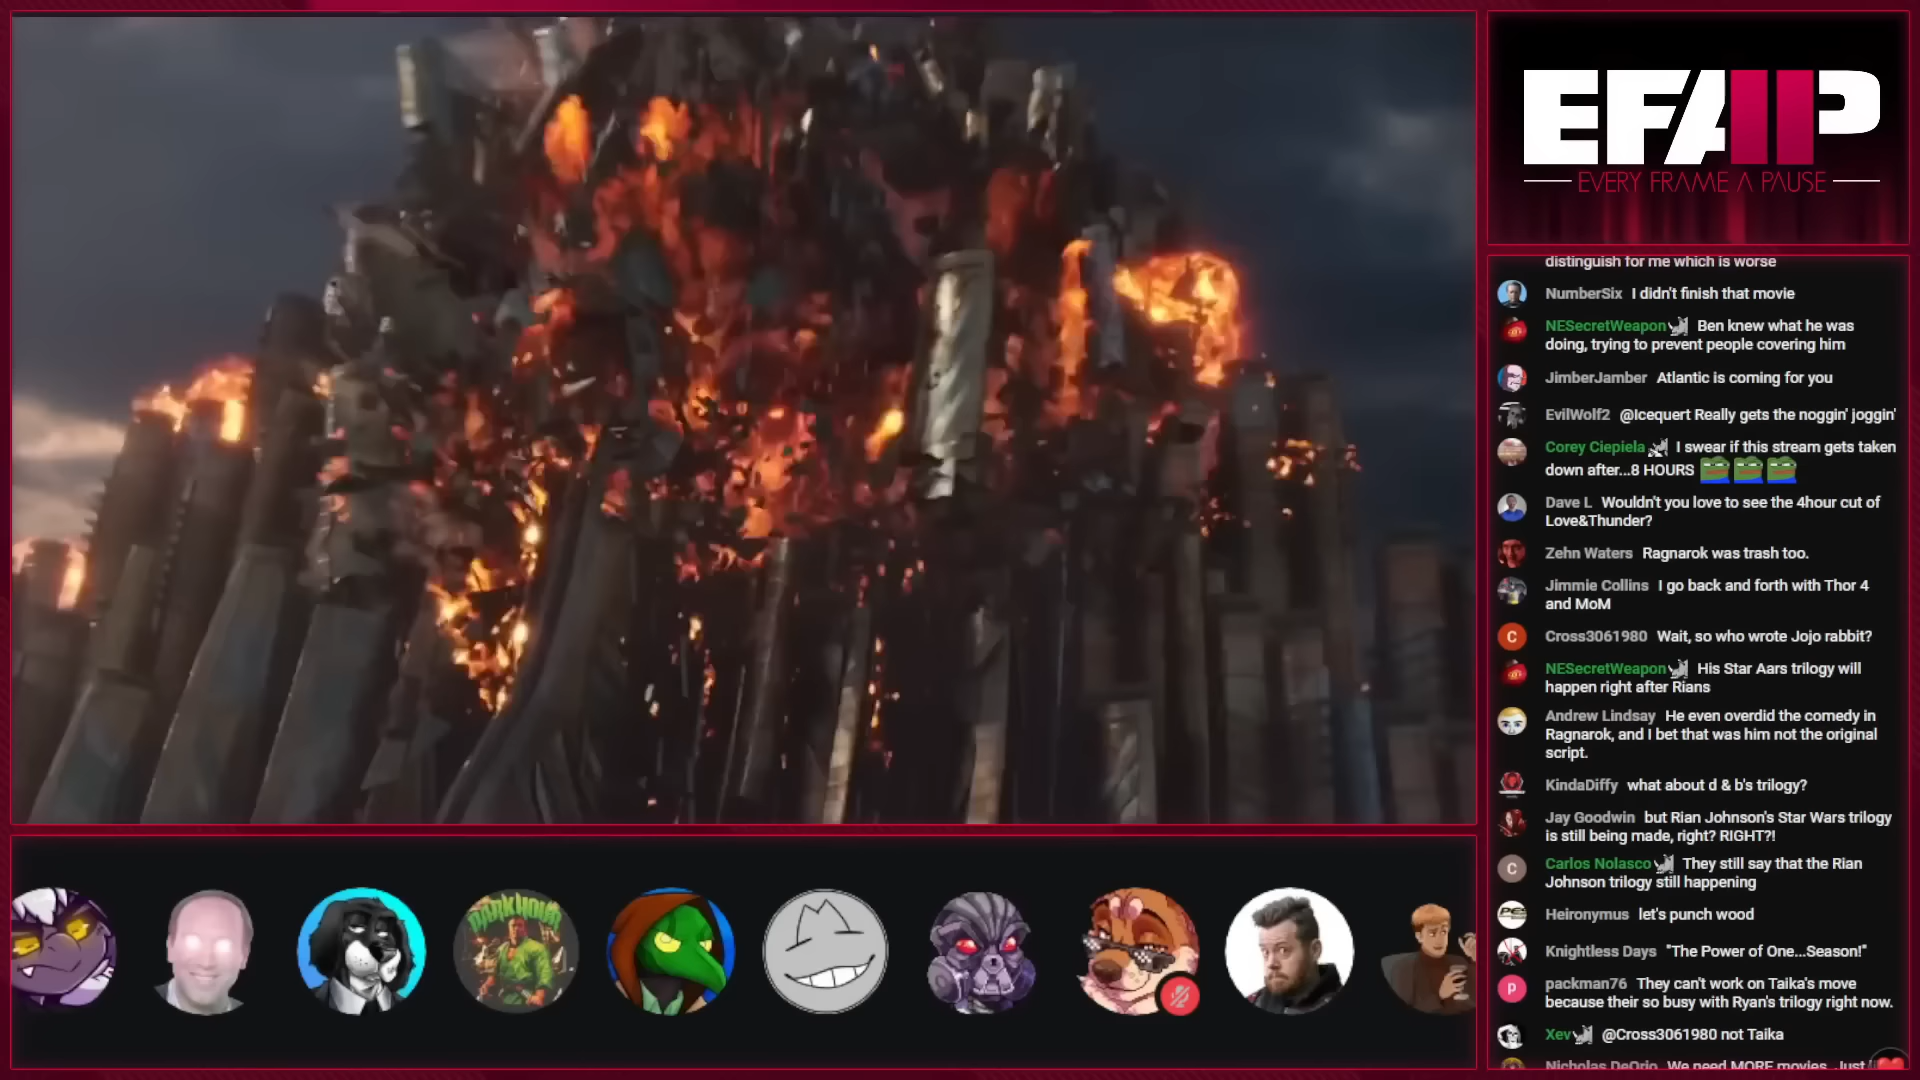 EFAP
EVERY FRAME A PAUSE
distinguish for me which is worse
NumberSix I didn't finish that movie
NESecretWeapon Ben knew what he was
doing, trying to prevent people covering him
JimberJamber Atlantic is coming for you
EvilWolf2 @Icequert Really gets the noggin' joggin'
Corey Ciepiela I swear if this stream gets taken
down after...8 HOURS
Dave L Wouldn't you love to see the 4hour cut of
Love&Thunder?
Zehn Waters Ragnarok was trash too.
Jimmie Collins I go back and forth with Thor 4
and MoM
C Cross3061980 Wait, so who wrote Jojo rabbit?
NESecretWeapon His Star Aars trilogy will
happen right after Rians
Andrew Lindsay He even overdid the comedy in
Ragnarok, and I bet that was him not the original
script.
KindaDiffy what about d & b's trilogy?
Jay Goodwin but Rian Johnson's Star Wars trilogy
is still being made, right? RIGHT?!
C Carlos Nolasco They still say that the Rian
Johnson trilogy still happening
Heironymus let's punch wood
Knightless Days "The Power of One...Season!"
P packman76 They can't work on Taika's move
because their so busy with Ryan's trilogy right now.
Xev @Cross3061980 not Taika
Nicholas DeOrio We need MORE movies. Just
DARK HOUR